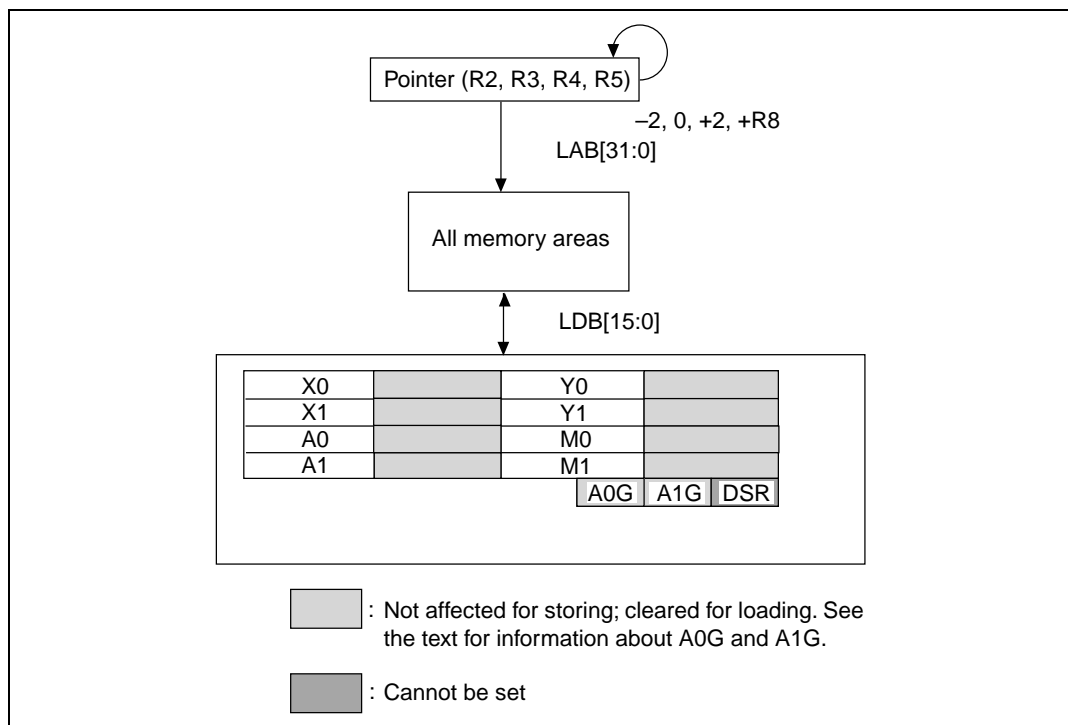 Pointer (R2, R3, R4, R5)
–2, 0, +2, +R8
LAB[31:0]
All memory areas
LDB[15:0]
X0 Y0
X1 Y1
A0 M0
A1 M1
A0G A1G DSR
: Not affected for storing; cleared for loading. See
the text for information about A0G and A1G.
: Cannot be set